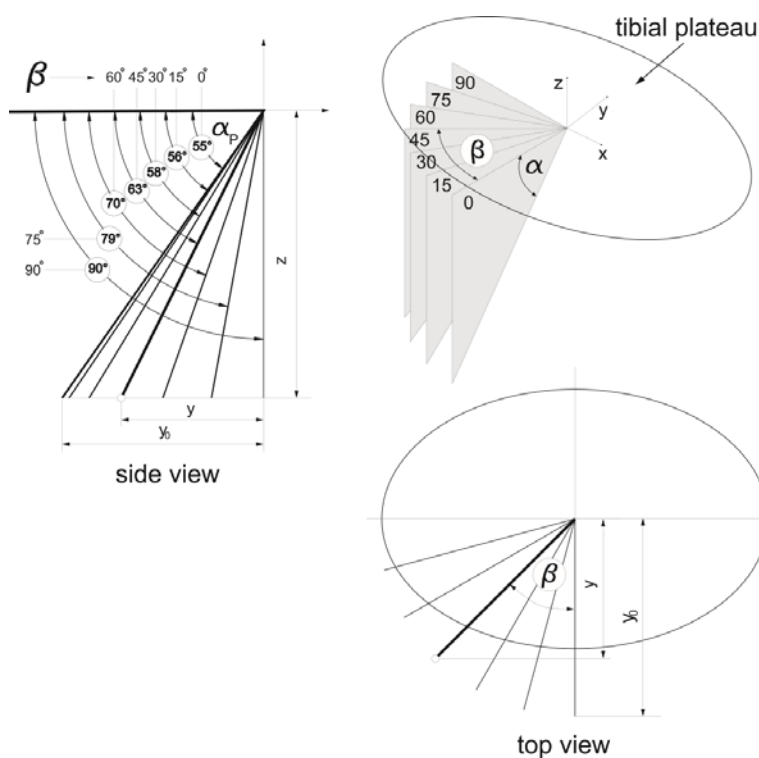 β 60° 45° 30° 15° 0°
αP
55°
56°
58°
63°
70°
75° 79°
90° 90°
z
y
y0
side view
tibial plateau
90
75
60
45
30
15
0
β
α
z
y
x
β
y
y0
top view